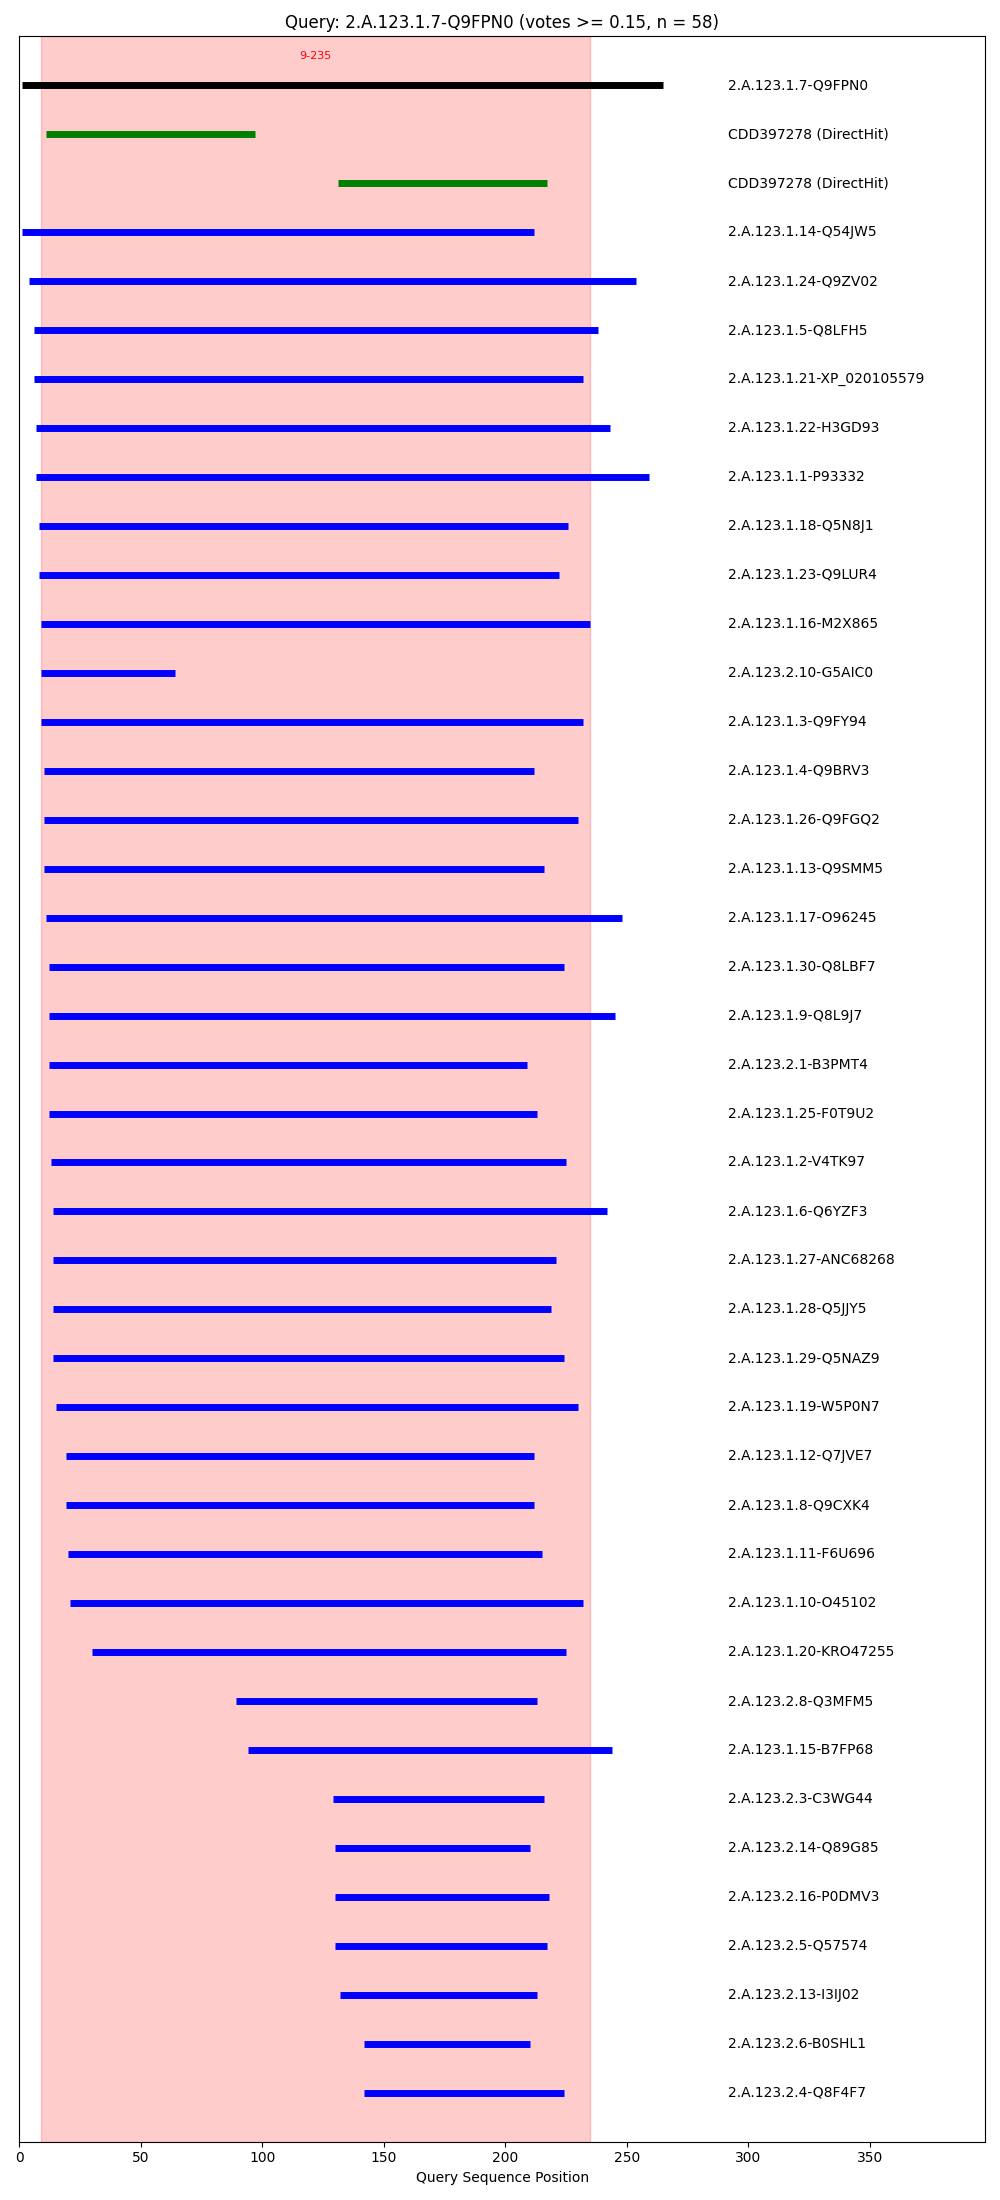 Query: 2.A.123.1.7-Q9FPN0 (votes >= 0.15, n = 58)
9-235
2.A.123.1.7-Q9FPN0
CDD397278 (DirectHit)
CDD397278 (DirectHit)
2.A.123.1.14-Q54JW5
2.A.123.1.24-Q9ZV02
2.A.123.1.5-Q8LFH5
2.A.123.1.21-XP_020105579
2.A.123.1.22-H3GD93
2.A.123.1.1-P93332
2.A.123.1.18-Q5N8J1
2.A.123.1.23-Q9LUR4
2.A.123.1.16-M2X865
2.A.123.2.10-G5AIC0
2.A.123.1.3-Q9FY94
2.A.123.1.4-Q9BRV3
2.A.123.1.26-Q9FGQ2
2.A.123.1.13-Q9SMM5
2.A.123.1.17-O96245
2.A.123.1.30-Q8LBF7
2.A.123.1.9-Q8L9J7
2.A.123.2.1-B3PMT4
2.A.123.1.25-F0T9U2
2.A.123.1.2-V4TK97
2.A.123.1.6-Q6YZF3
2.A.123.1.27-ANC68268
2.A.123.1.28-Q5JJY5
2.A.123.1.29-Q5NAZ9
2.A.123.1.19-W5P0N7
2.A.123.1.12-Q7JVE7
2.A.123.1.8-Q9CXK4
2.A.123.1.11-F6U696
2.A.123.1.10-O45102
2.A.123.1.20-KRO47255
2.A.123.2.8-Q3MFM5
2.A.123.1.15-B7FP68
2.A.123.2.3-C3WG44
2.A.123.2.14-Q89G85
2.A.123.2.16-P0DMV3
2.A.123.2.5-Q57574
2.A.123.2.13-I3IJ02
2.A.123.2.6-B0SHL1
2.A.123.2.4-Q8F4F7
0 50 100 150 200 250 300 350
Query Sequence Position